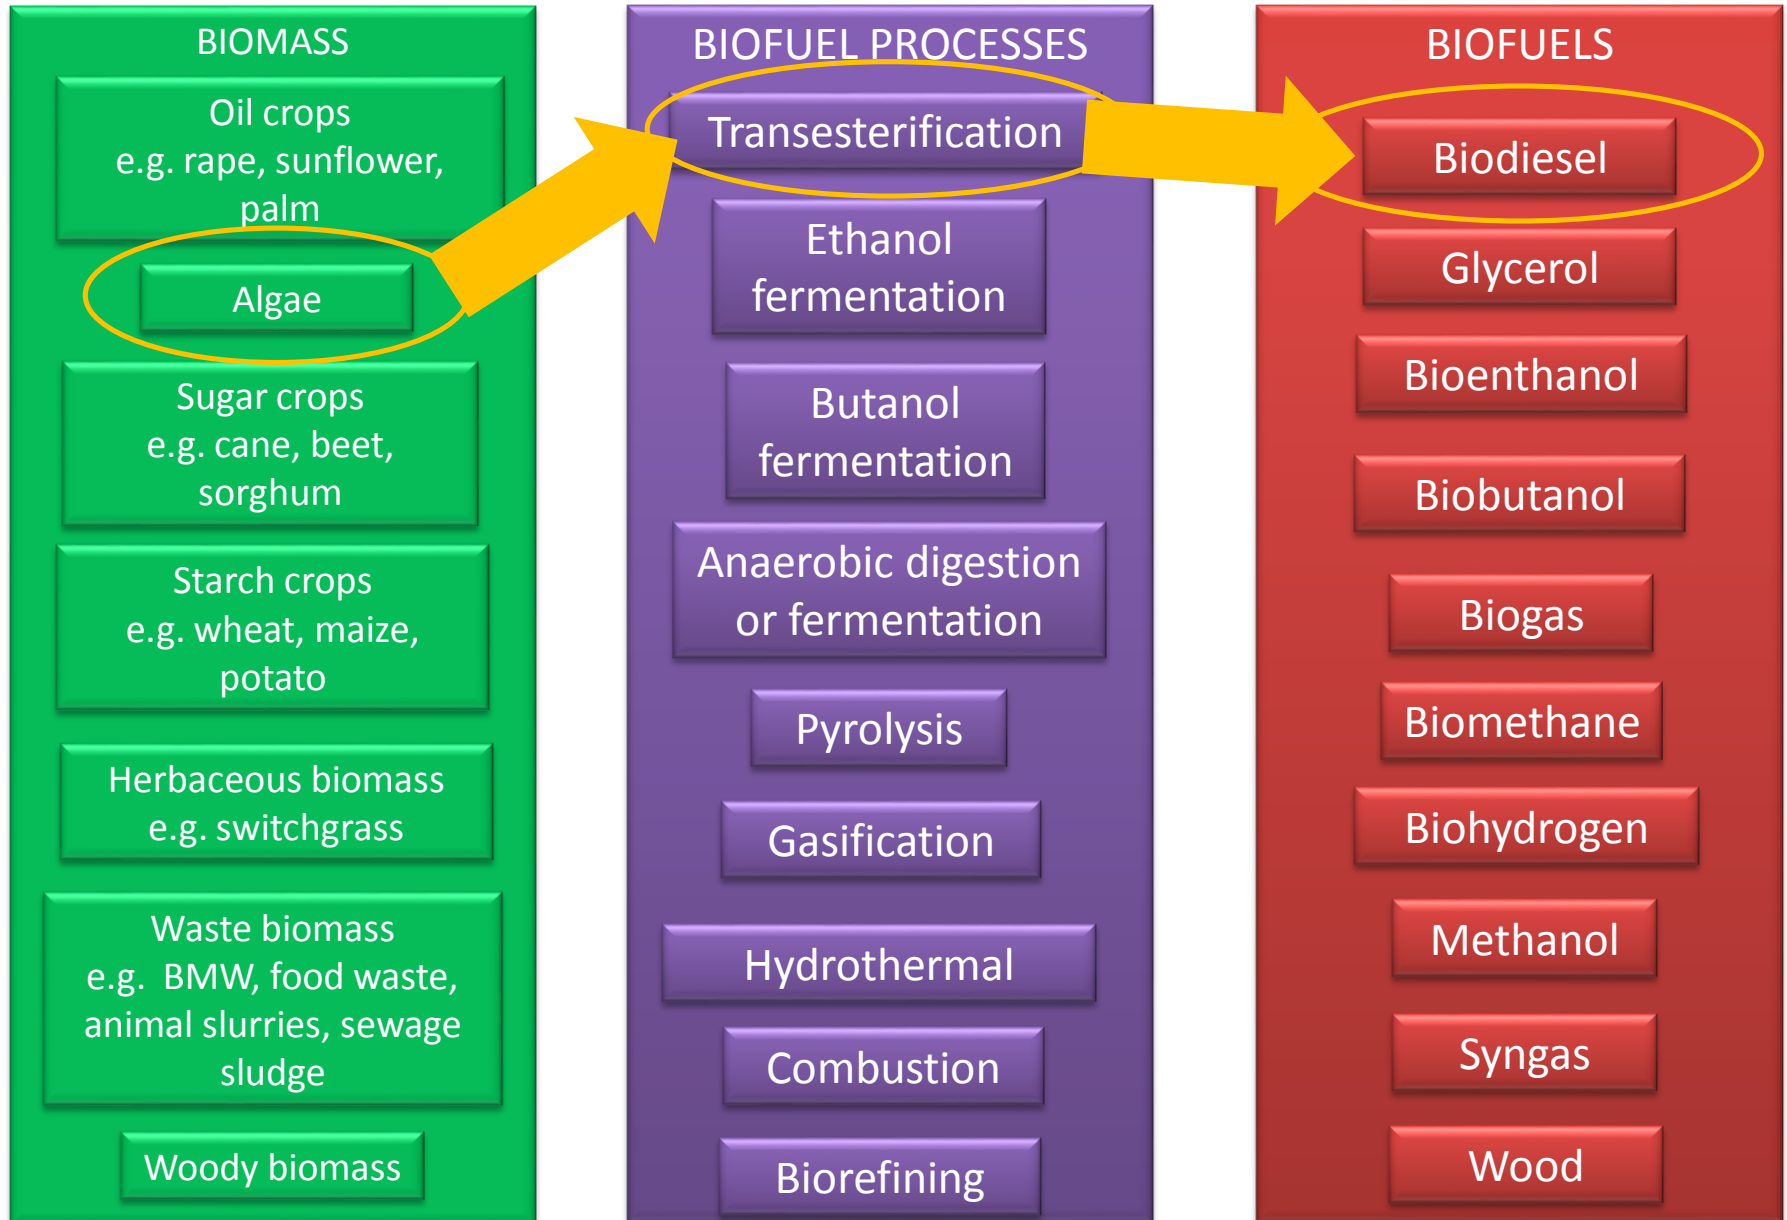 BIOMASS
Oil crops
e.g. rape, sunflower,
palm
Algae
Sugar crops
e.g. cane, beet,
sorghum
Starch crops
e.g. wheat, maize,
potato
Herbaceous biomass
e.g. switchgrass
Waste biomass
e.g. BMW, food waste,
animal slurries, sewage
sludge
Woody biomass
BIOFUEL PROCESSES
Transesterification
Ethanol
fermentation
Butanol
fermentation
Anaerobic digestion
or fermentation
Pyrolysis
Gasification
Hydrothermal
Combustion
Biorefining
BIOFUELS
Biodiesel
Glycerol
Bioenthanol
Biobutanol
Biogas
Biomethane
Biohydrogen
Methanol
Syngas
Wood